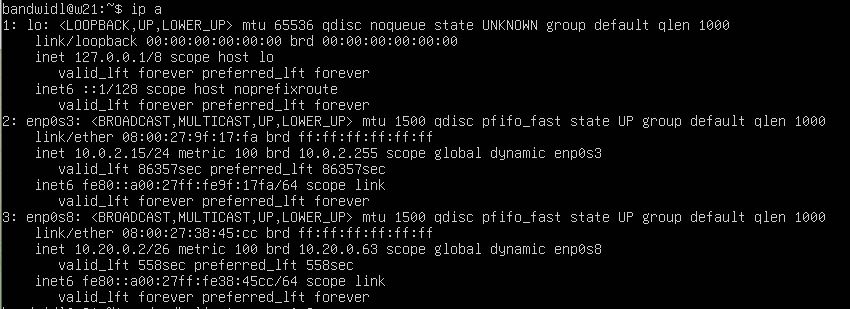 bandwidl@w21:~$ ip a
1: lo: <LOOPBACK,UP,LOWER_UP> mtu 65536 qdisc noqueue state UNKNOWN group default qlen 1000
    link/loopback 00:00:00:00:00:00 brd 00:00:00:00:00:00
    inet 127.0.0.1/8 scope host lo
       valid_lft forever preferred_lft forever
    inet6 ::1/128 scope host noprefixroute
       valid_lft forever preferred_lft forever
2: enp0s3: <BROADCAST,MULTICAST,UP,LOWER_UP> mtu 1500 qdisc pfifo_fast state UP group default qlen 1000
    link/ether 08:00:27:9f:17:fa brd ff:ff:ff:ff:ff:ff
    inet 10.0.2.15/24 metric 100 brd 10.0.2.255 scope global dynamic enp0s3
       valid_lft 86357sec preferred_lft 86357sec
    inet6 fe80::a00:27ff:fe9f:17fa/64 scope link
       valid_lft forever preferred_lft forever
3: enp0s8: <BROADCAST,MULTICAST,UP,LOWER_UP> mtu 1500 qdisc pfifo_fast state UP group default qlen 1000
    link/ether 08:00:27:38:45:cc brd ff:ff:ff:ff:ff:ff
    inet 10.20.0.2/26 metric 100 brd 10.20.0.63 scope global dynamic enp0s8
       valid_lft 558sec preferred_lft 558sec
    inet6 fe80::a00:27ff:fe38:45cc/64 scope link
       valid_lft forever preferred_lft forever